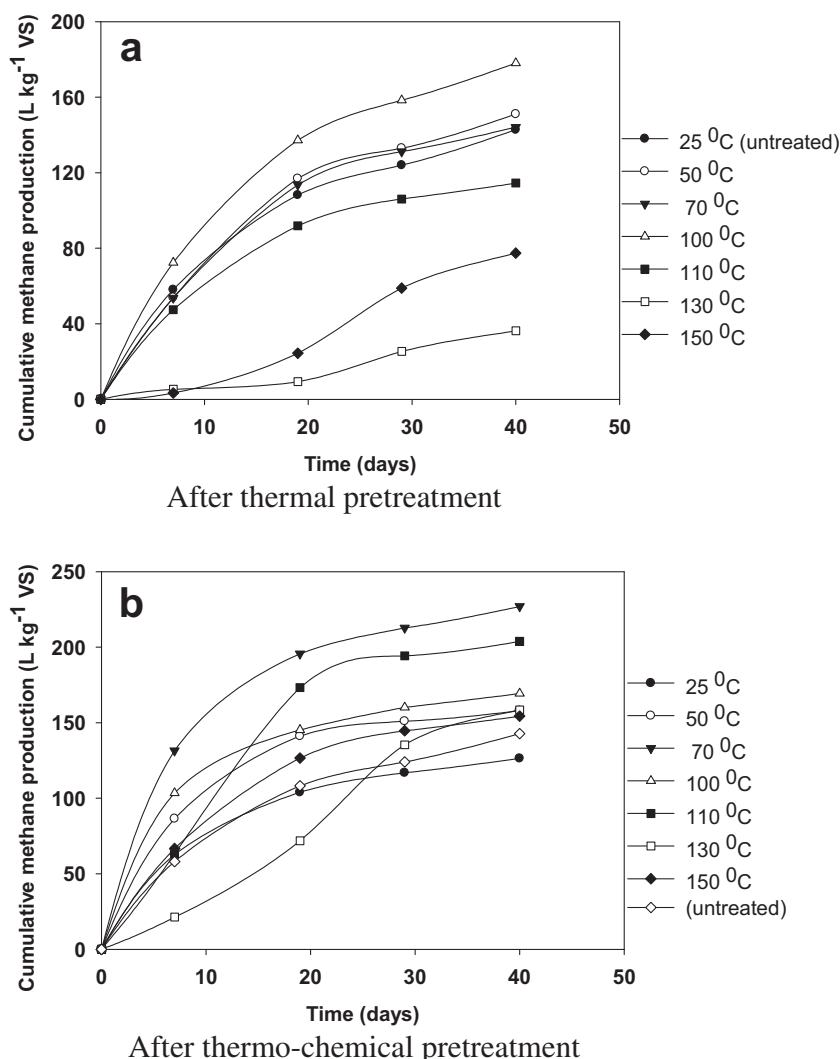 a
200
160
120
80
40
0
Cumulative methane production (L kg⁻¹ VS)
0 10 20 30 40 50
Time (days)
25 ⁰C (untreated)
50 ⁰C
70 ⁰C
100 ⁰C
110 ⁰C
130 ⁰C
150 ⁰C
After thermal pretreatment
b
250
200
150
100
50
0
Cumulative methane production (L kg⁻¹ VS)
0 10 20 30 40 50
Time (days)
25 ⁰C
50 ⁰C
70 ⁰C
100 ⁰C
110 ⁰C
130 ⁰C
150 ⁰C
(untreated)
After thermo-chemical pretreatment